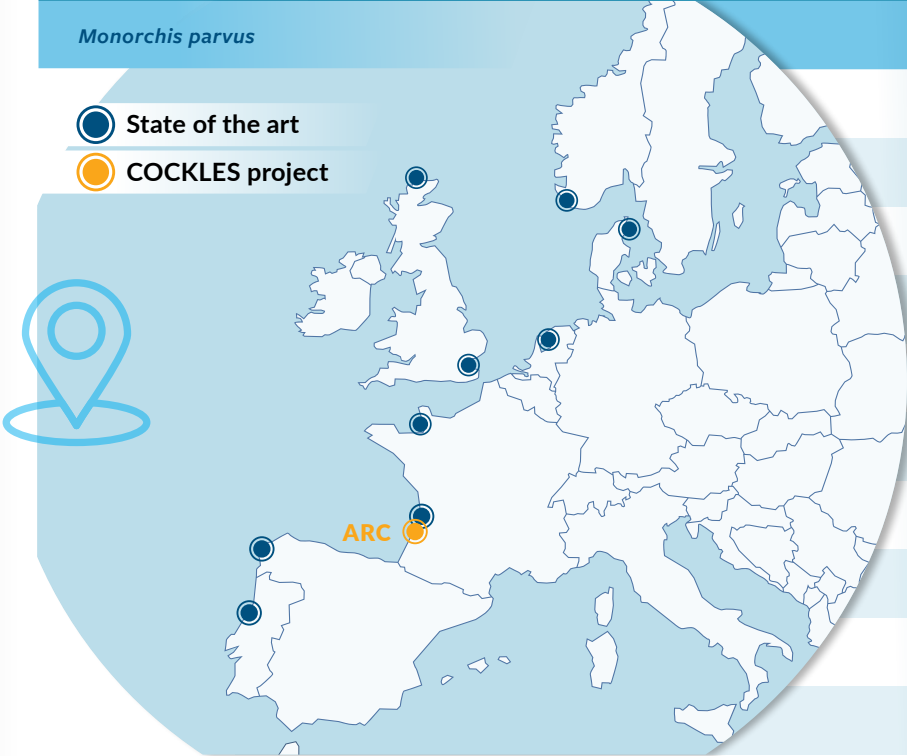 Monorchis parvus
State of the art
COCKLES project
ARC